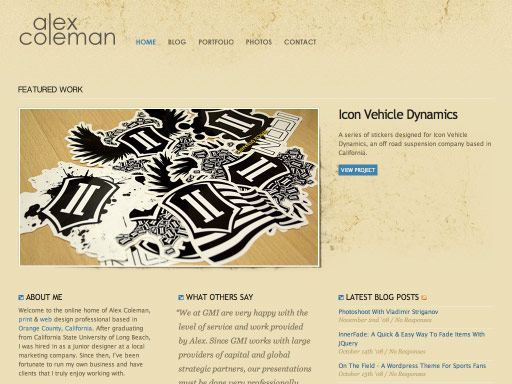 alex
coleman
HOME BLOG PORTFOLIO PHOTOS CONTACT
FEATURED WORK
Icon Vehicle Dynamics
A series of stickers designed for Icon Vehicle
Dynamics, an off road suspension company based in
California.
VIEW PROJECT
ICON
ABOUT ME
Welcome to the online home of Alex Coleman,
print & web design professional based in
Orange County, California. After graduating
from California State University of Long Beach,
I was hired in as a junior designer at a local
marketing company. Since then, I've been
fortunate to run my own business and have
clients that I truly enjoy working with.
WHAT OTHERS SAY
"We at GMI are very happy with the
level of service and work provided
by Alex. Since GMI works with large
providers of capital and global
strategic partners, our presentations
must be done very professionally
LATEST BLOG POSTS
Photoshoot With Vladimir Striganov
November 2nd '08 / No Responses
InnerFade: A Quick & Easy Way To Fade Items With
jQuery
October 24th '08 / No Responses
On The Field - A Wordpress Theme For Sports Fans
October 15th '08 / No Responses